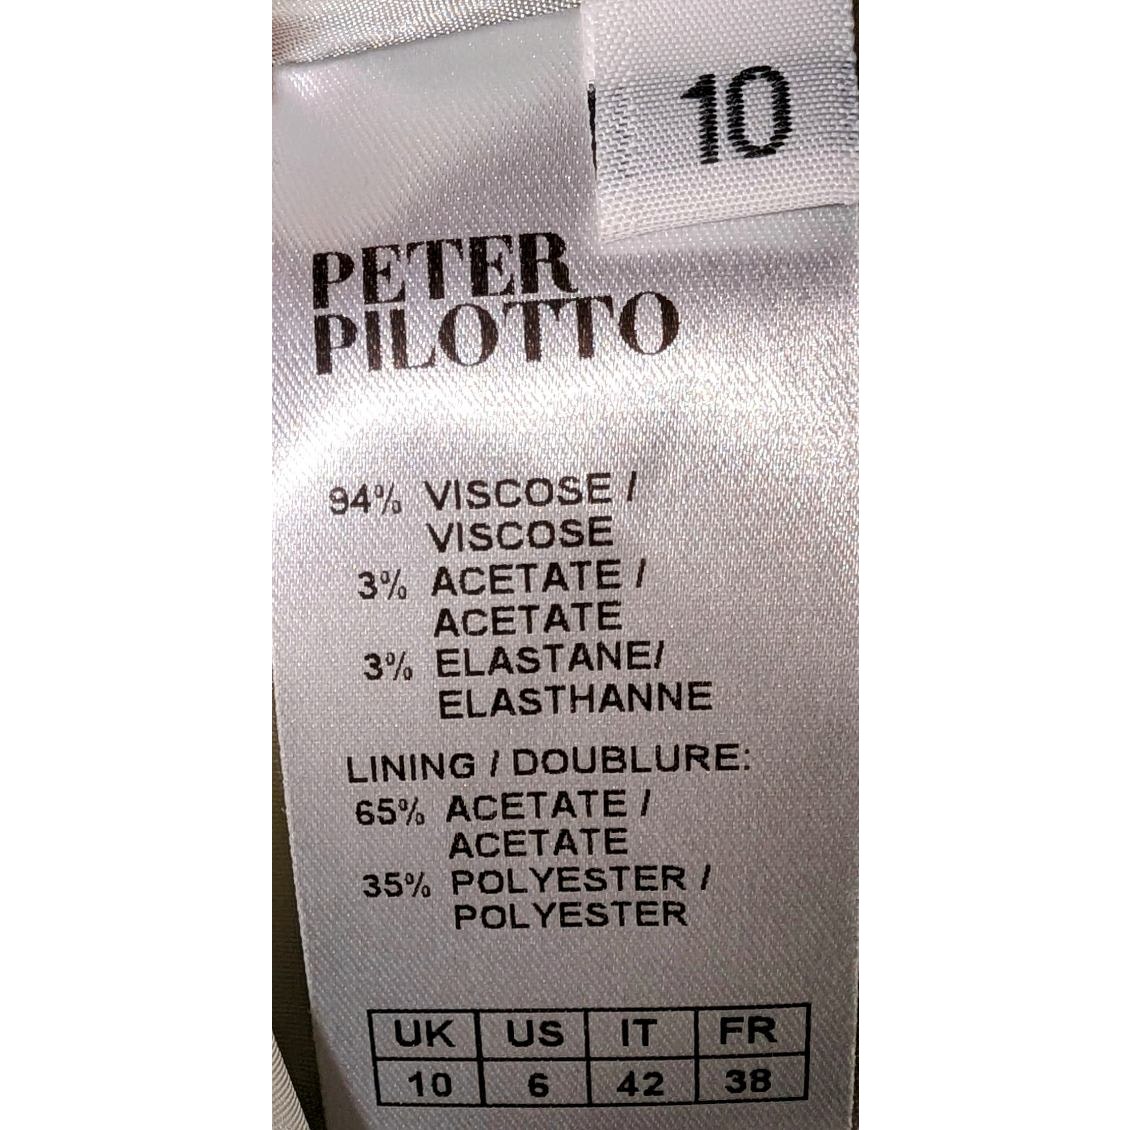 10
PETER
PILOTTO
94% VISCOSE /
VISCOSE
3% ACETATE /
ACETATE
3% ELASTANE/
ELASTHANNE
LINING / DOUBLURE:
65% ACETATE /
ACETATE
35% POLYESTER /
POLYESTER
UK US IT FR
10 6 42 38